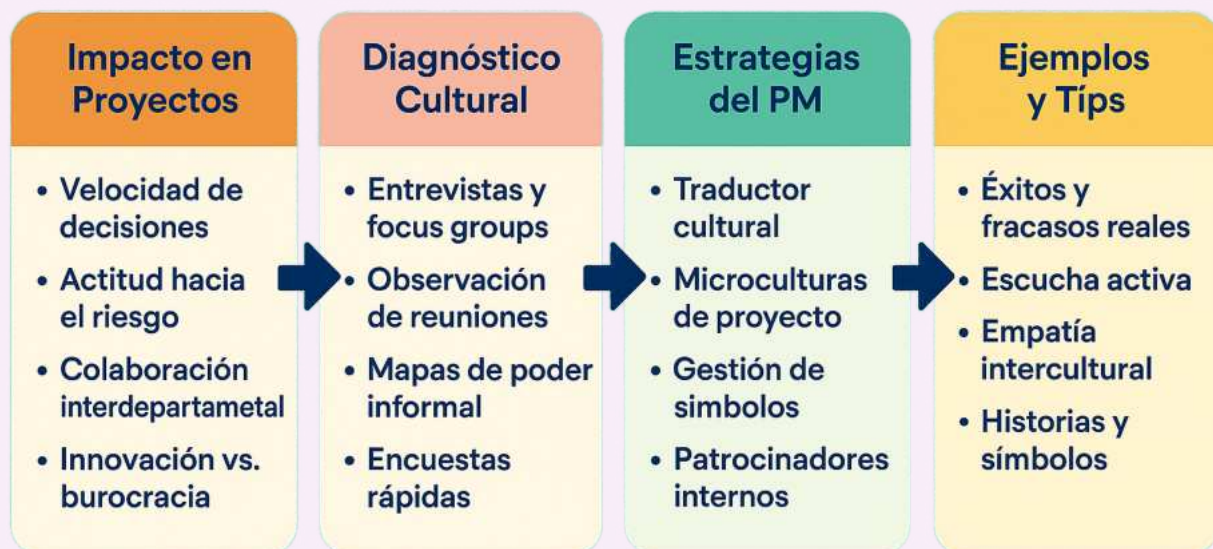 Impacto en
Proyectos
• Velocidad de
decisiones
• Actitud hacia
el riesgo
• Colaboración
interdepartametal
• Innovación vs.
burocracia
Diagnóstico
Cultural
• Entrevistas y
focus groups
• Observación
de reuniones
• Mapas de poder
informal
• Encuestas
rápidas
Estrategias
del PM
• Traductor
cultural
• Microculturas
de proyecto
• Gestión de
simbolos
• Patrocinadores
internos
Ejemplos
y Típs
• Éxitos y
fracasos reales
• Escucha activa
• Empatía
intercultural
• Historias y
símbolos